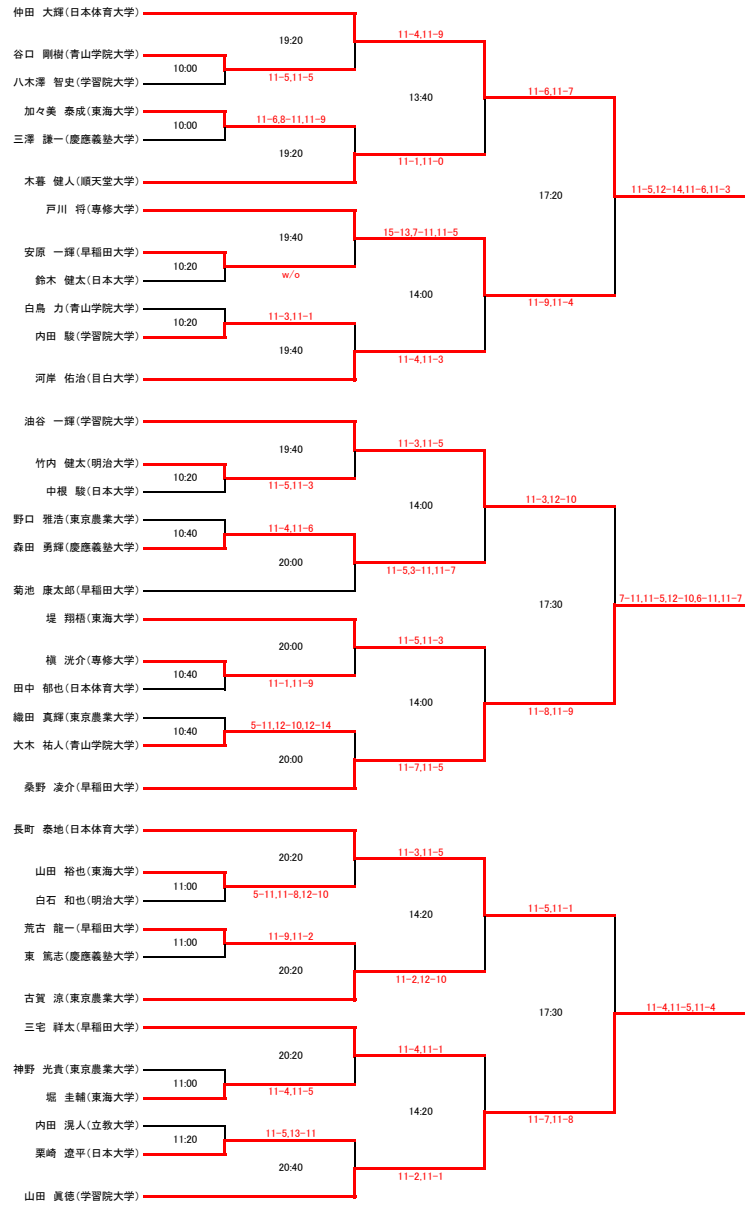 仲田 大輝(日本体育大学)
19:20
11-4,11-9
谷口 剛樹(青山学院大学)
10:00
11-5,11-5
八木澤 智史(学習院大学)
13:40
11-6,11-7
加々美 泰成(東海大学)
10:00
11-6,8-11,11-9
三澤 謙一(慶應義塾大学)
19:20
11-1,11-0
木暮 健人(順天堂大学)
17:20
11-5,12-14,11-6,11-3
戸川 将(専修大学)
19:40
15-13,7-11,11-5
安原 一輝(早稲田大学)
10:20
w/o
鈴木 健太(日本大学)
14:00
11-9,11-4
白鳥 力(青山学院大学)
10:20
11-3,11-1
内田 駿(学習院大学)
19:40
11-4,11-3
河岸 佑治(目白大学)
油谷 一輝(学習院大学)
19:40
11-3,11-5
竹内 健太(明治大学)
10:20
11-5,11-3
中根 駿(日本大学)
14:00
11-3,12-10
野口 雅浩(東京農業大学)
10:40
11-4,11-6
森田 勇輝(慶應義塾大学)
20:00
11-5,3-11,11-7
菊池 康太郎(早稲田大学)
17:30
7-11,11-5,12-10,6-11,11-7
堤 翔梧(東海大学)
20:00
11-5,11-3
槇 洸介(専修大学)
10:40
11-1,11-9
田中 郁也(日本体育大学)
14:00
11-8,11-9
織田 真輝(東京農業大学)
10:40
5-11,12-10,12-14
大木 祐人(青山学院大学)
20:00
11-7,11-5
桑野 凌介(早稲田大学)
長町 泰地(日本体育大学)
20:20
11-3,11-5
山田 裕也(東海大学)
11:00
5-11,11-8,12-10
白石 和也(明治大学)
14:20
11-5,11-1
荒古 龍一(早稲田大学)
11:00
11-9,11-2
東 篤志(慶應義塾大学)
20:20
11-2,12-10
古賀 涼(東京農業大学)
17:30
11-4,11-5,11-4
三宅 祥太(早稲田大学)
20:20
11-4,11-1
神野 光貴(東京農業大学)
11:00
11-4,11-5
堀 圭輔(東海大学)
14:20
11-7,11-8
内田 滉人(立教大学)
11:20
11-5,13-11
栗崎 遼平(日本大学)
20:40
11-2,11-1
山田 眞徳(学習院大学)